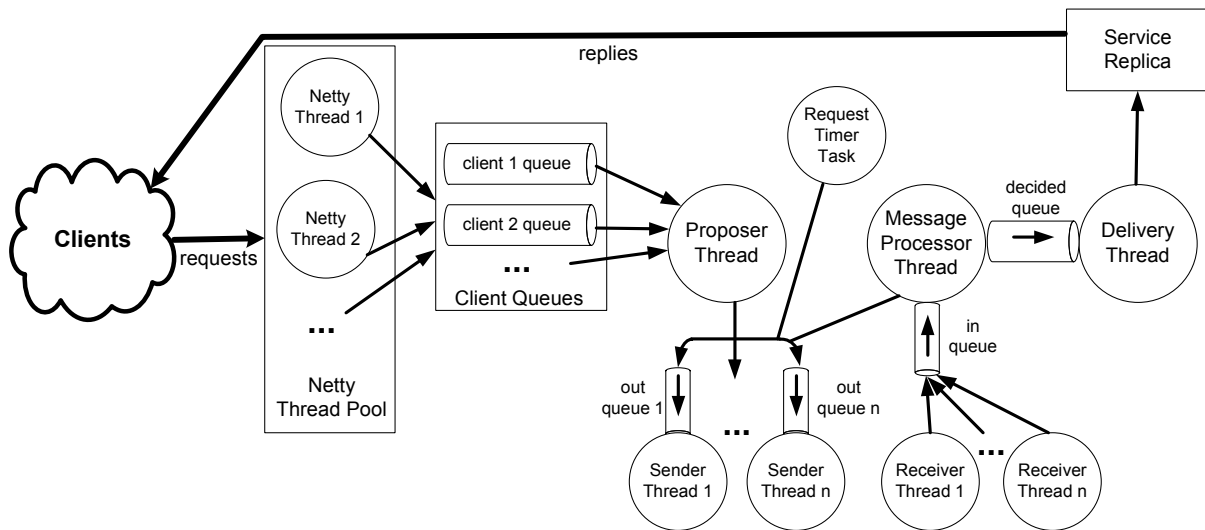 replies
Service
Replica
Netty
Thread 1
Request
Timer
Task
client 1 queue
decided
queue
Clients
requests
Netty
Thread 2
client 2 queue
...
Client Queues
Proposer
Thread
Message
Processor
Thread
Delivery
Thread
...
Netty
Thread Pool
in
queue
out
queue 1
...
out
queue n
Sender
Thread 1
Sender
Thread n
Receiver
Thread 1
...
Receiver
Thread n